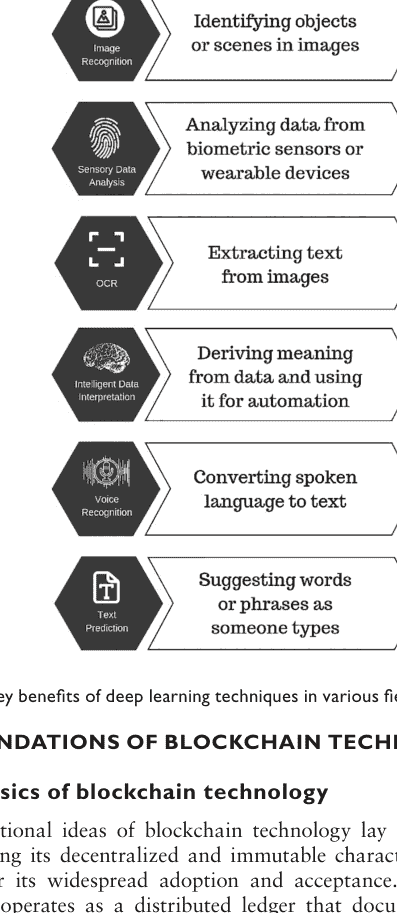 Image
Recognition
Identifying objects
or scenes in images
Sensory Data
Analysis
Analyzing data from
biometric sensors or
wearable devices
OCR
Extracting text
from images
Intelligent Data
Interpretation
Deriving meaning
from data and using
it for automation
Voice
Recognition
Converting spoken
language to text
Text
Prediction
Suggesting words
or phrases as
someone types
ey benefits of deep learning techniques in various fie
NDATIONS OF BLOCKCHAIN TECH
sics of blockchain technology
tional ideas of blockchain technology lay
ng its decentralized and immutable charact
r its widespread adoption and acceptance.
operates as a distributed ledger that docu